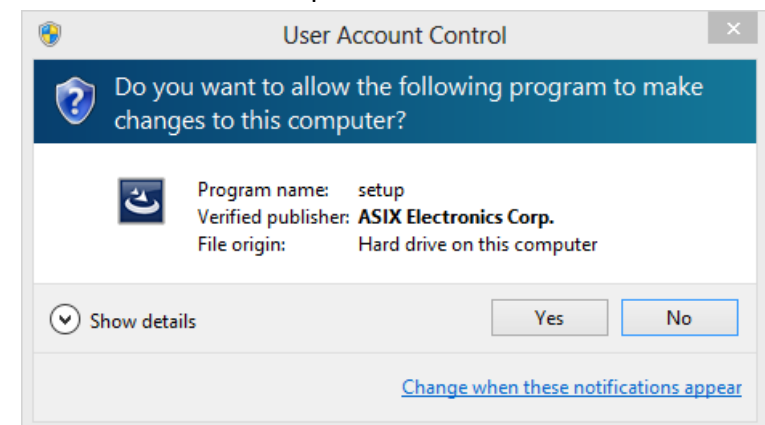 User Account Control
Do you want to allow the following program to make
changes to this computer?
Program name: setup
Verified publisher: ASIX Electronics Corp.
File origin: Hard drive on this computer
Show details
Yes
No
Change when these notifications appear